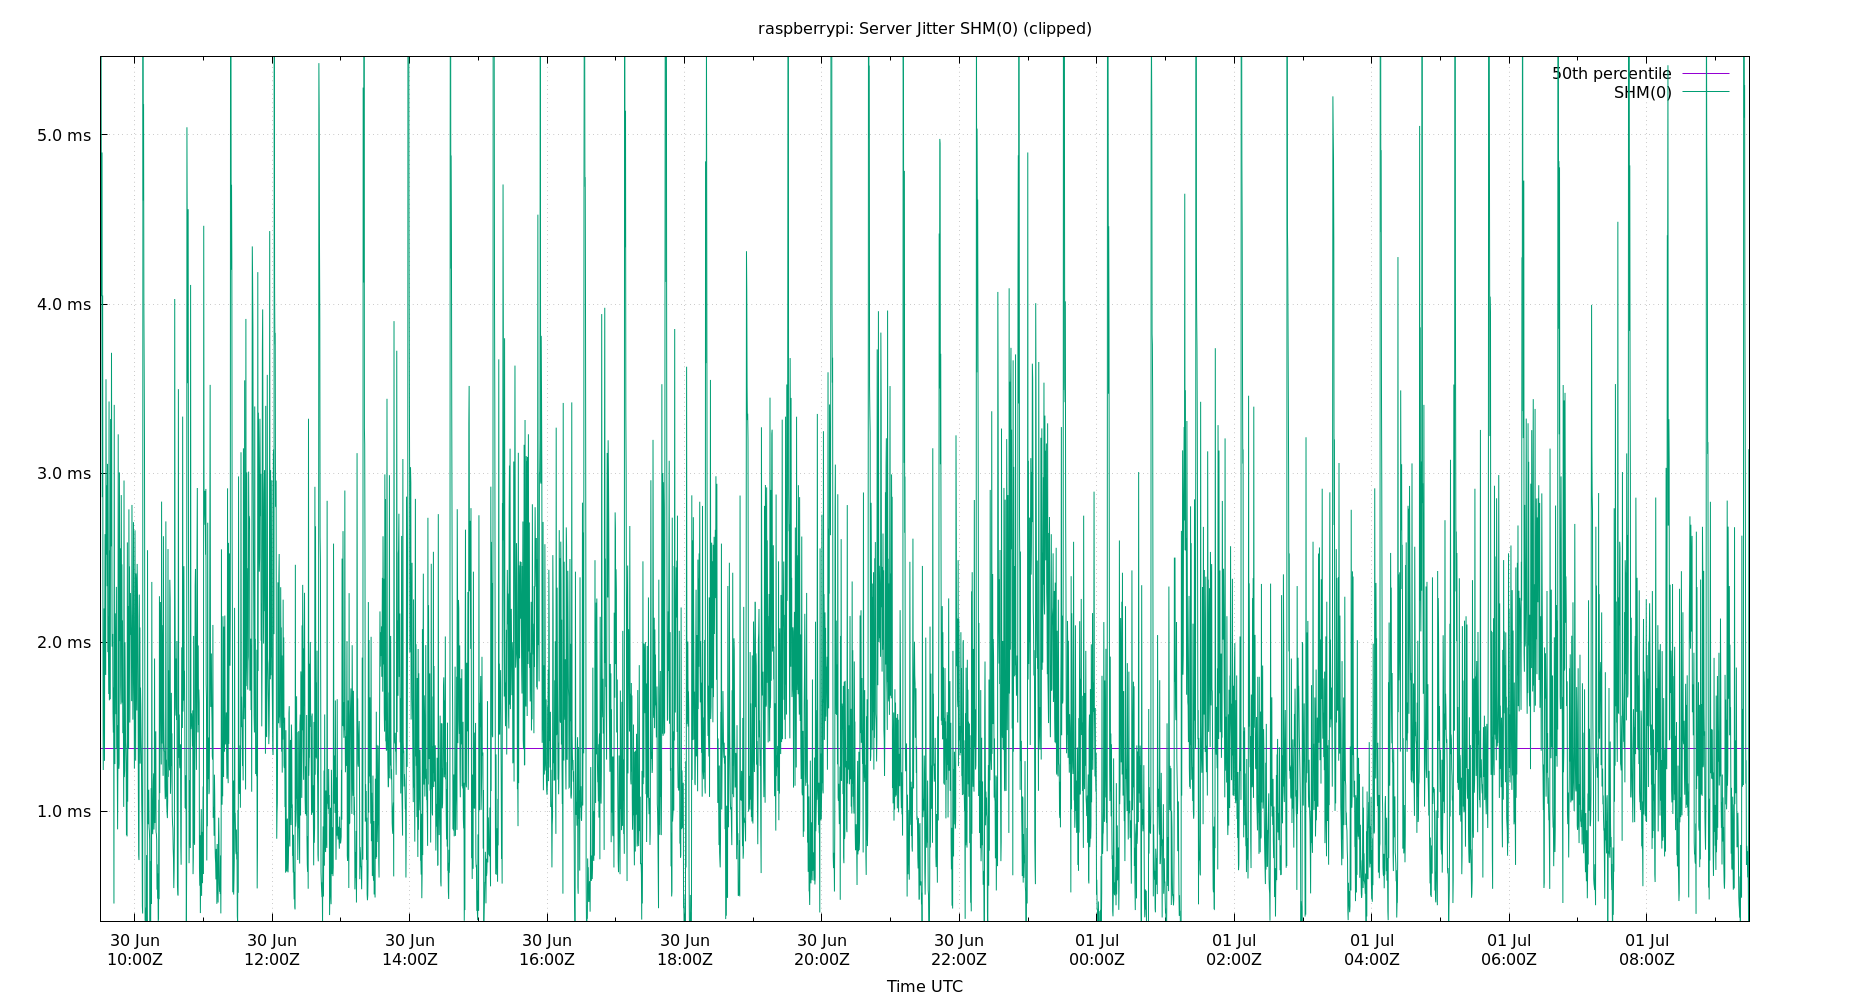 raspberrypi: Server Jitter SHM(0) (clipped)
50th percentile
SHM(0)
5.0 ms
4.0 ms
3.0 ms
2.0 ms
1.0 ms
30 Jun 30 Jun 30 Jun 30 Jun 30 Jun 30 Jun 30 Jun 01 Jul 01 Jul 01 Jul 01 Jul 01 Jul
10:00Z 12:00Z 14:00Z 16:00Z 18:00Z 20:00Z 22:00Z 00:00Z 02:00Z 04:00Z 06:00Z 08:00Z
Time UTC